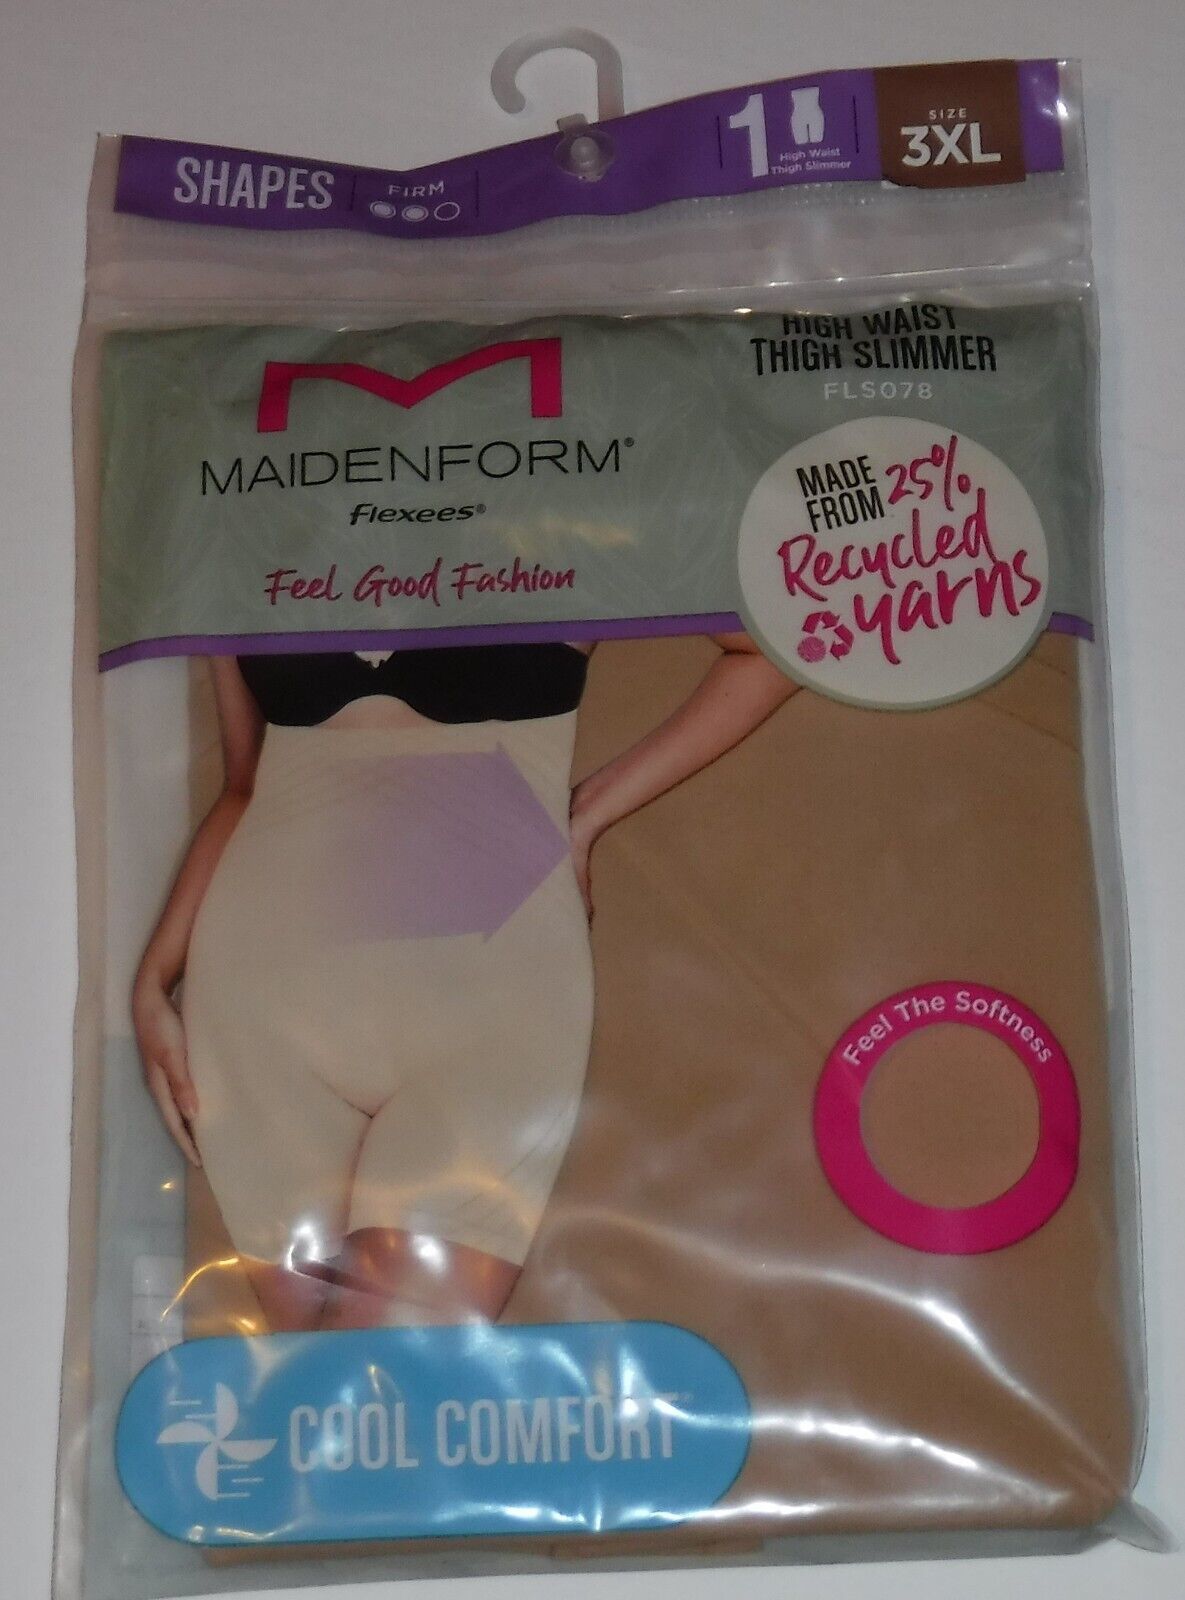 SHAPES
FIRM
1
High Waist
Thigh Slimmer
SIZE
3XL
HIGH WAIST
THIGH SLIMMER
FLS078
MAIDENFORM®
Flexees®
Feel Good Fashion
MADE
FROM 25%
Recycled
yarns
Feel The Softness
COOL COMFORT